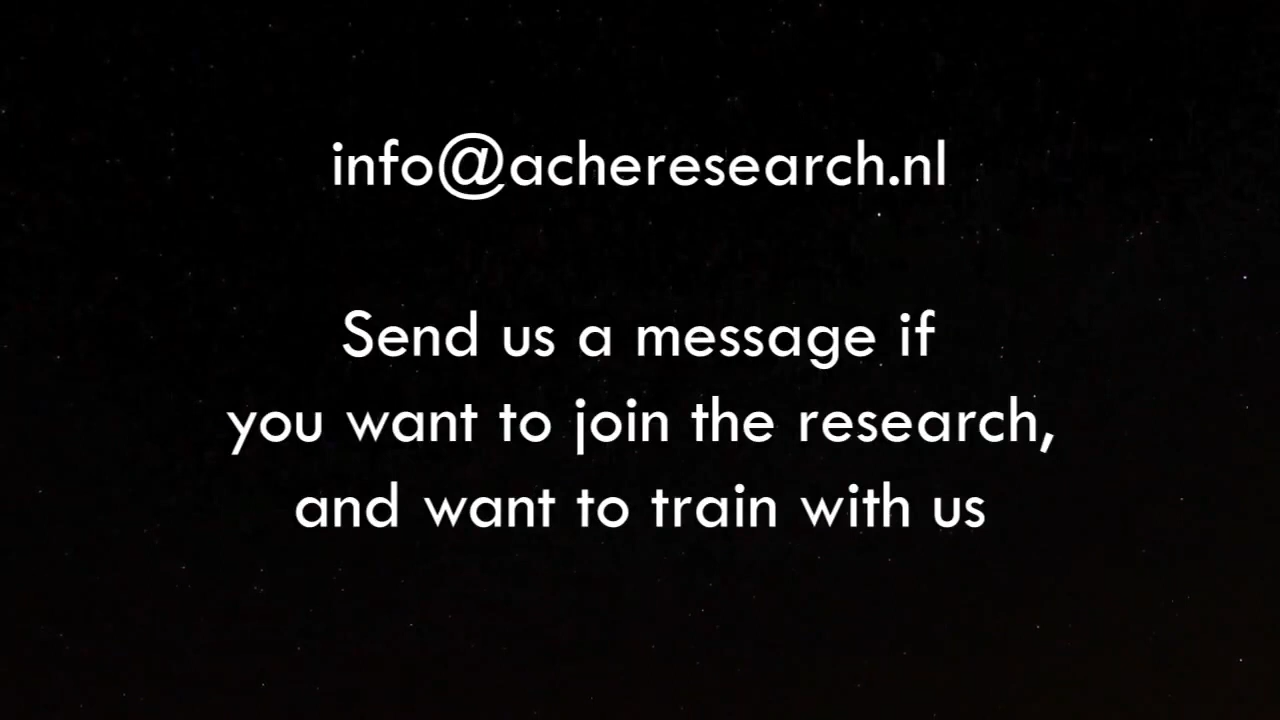 info@acheresearch.nl
Send us a message if
you want to join the research,
and want to train with us